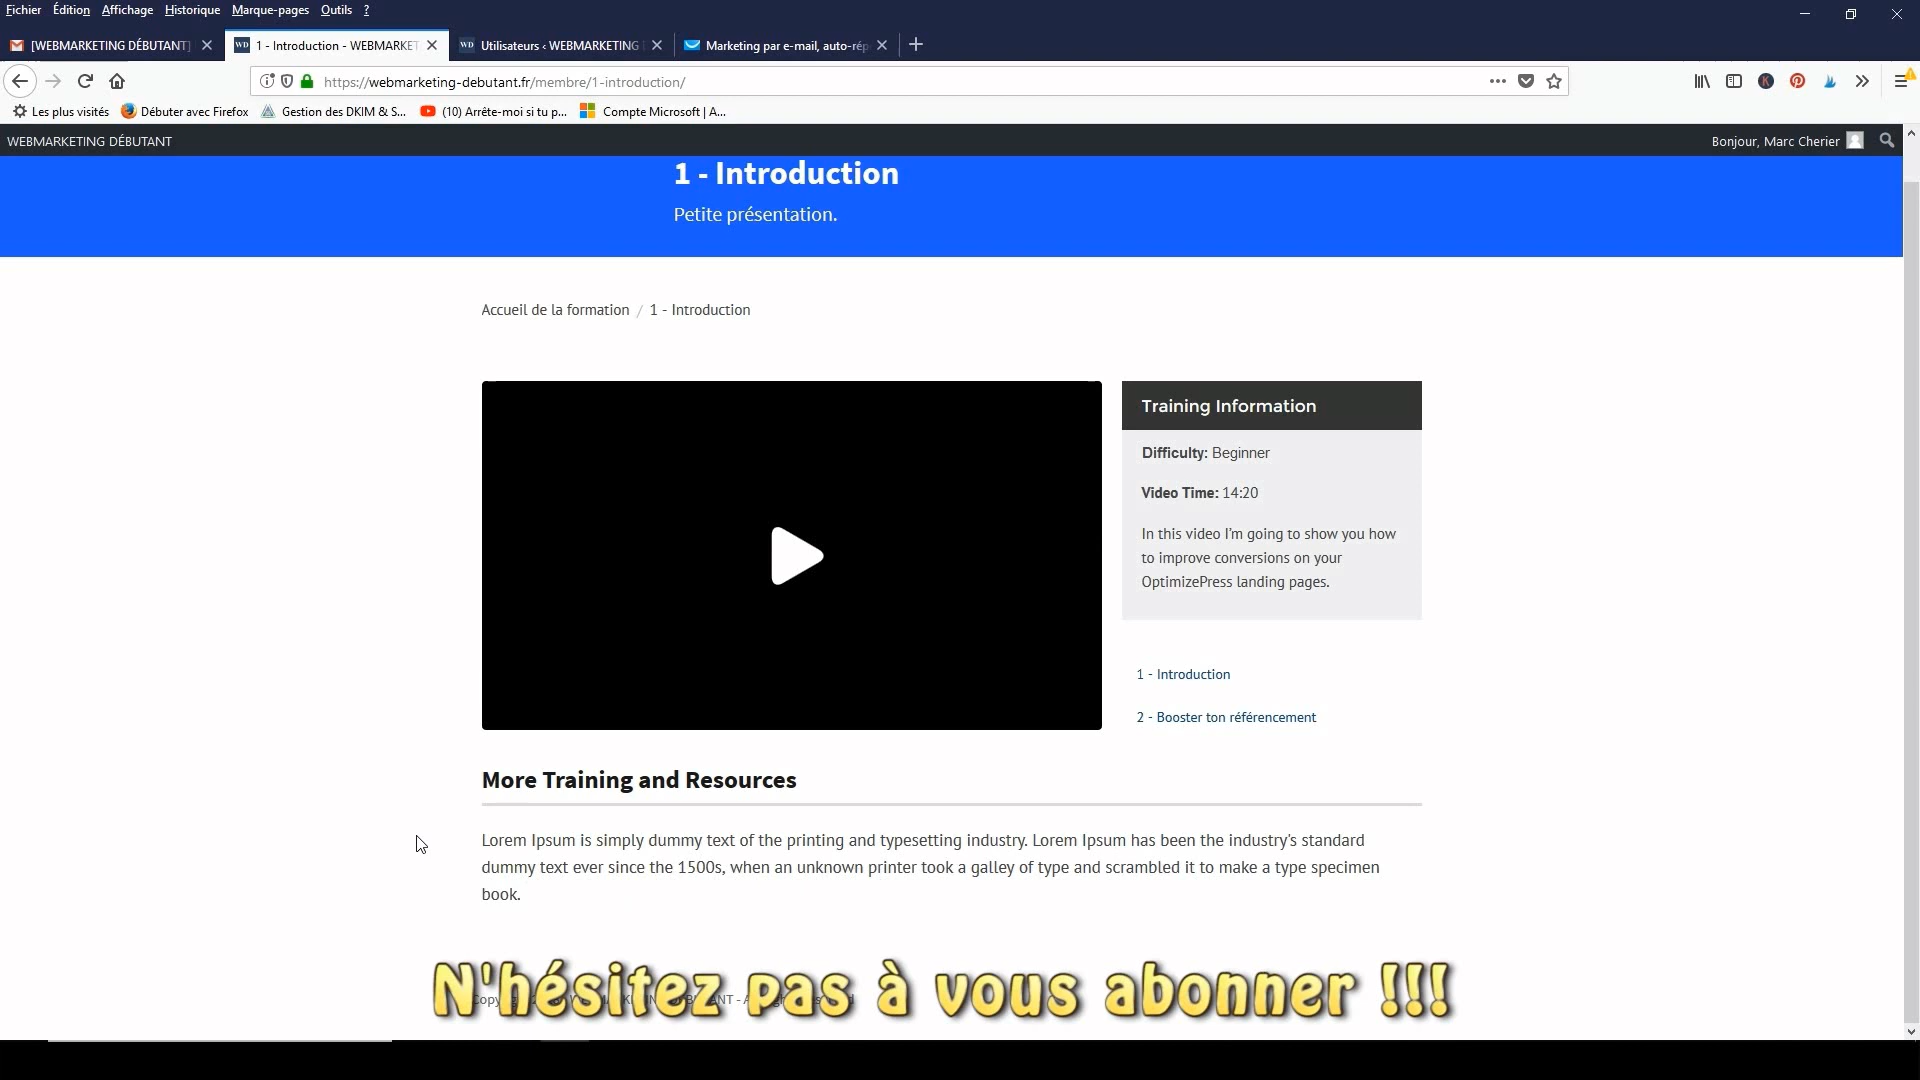 Fichier Édition Affichage Historique Marque-pages Outils ?
[WEBMARKETING DÉBUTANT] 1 - Introduction - WEBMARKET Utilisateurs ‹ WEBMARKETING Marketing par e-mail, auto-rép
https://webmarketing-debutant.fr/membre/1-introduction/
Les plus visités Débuter avec Firefox Gestion des DKIM & S... (10) Arrête-moi si tu p... Compte Microsoft | A...
WEBMARKETING DÉBUTANT Bonjour, Marc Cherier
1 - Introduction
Petite présentation.
Accueil de la formation / 1 - Introduction
Training Information
Difficulty: Beginner
Video Time: 14:20
In this video I'm going to show you how
to improve conversions on your
OptimizePress landing pages.
1 - Introduction
2 - Booster ton référencement
More Training and Resources
Lorem Ipsum is simply dummy text of the printing and typesetting industry. Lorem Ipsum has been the industry's standard
dummy text ever since the 1500s, when an unknown printer took a galley of type and scrambled it to make a type specimen
book.
N'hésitez pas à vous abonner !!!